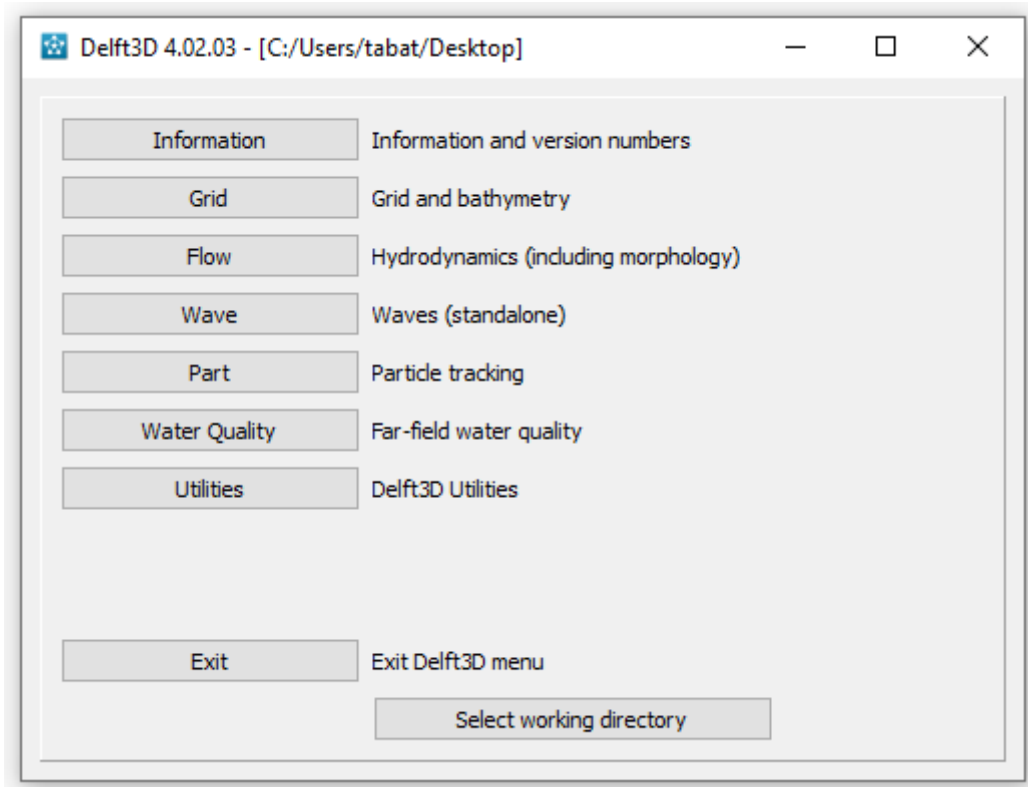 Delft3D 4.02.03 - [C:/Users/tabat/Desktop]
Information Information and version numbers
Grid Grid and bathymetry
Flow Hydrodynamics (including morphology)
Wave Waves (standalone)
Part Particle tracking
Water Quality Far-field water quality
Utilities Delft3D Utilities
Exit Exit Delft3D menu
Select working directory